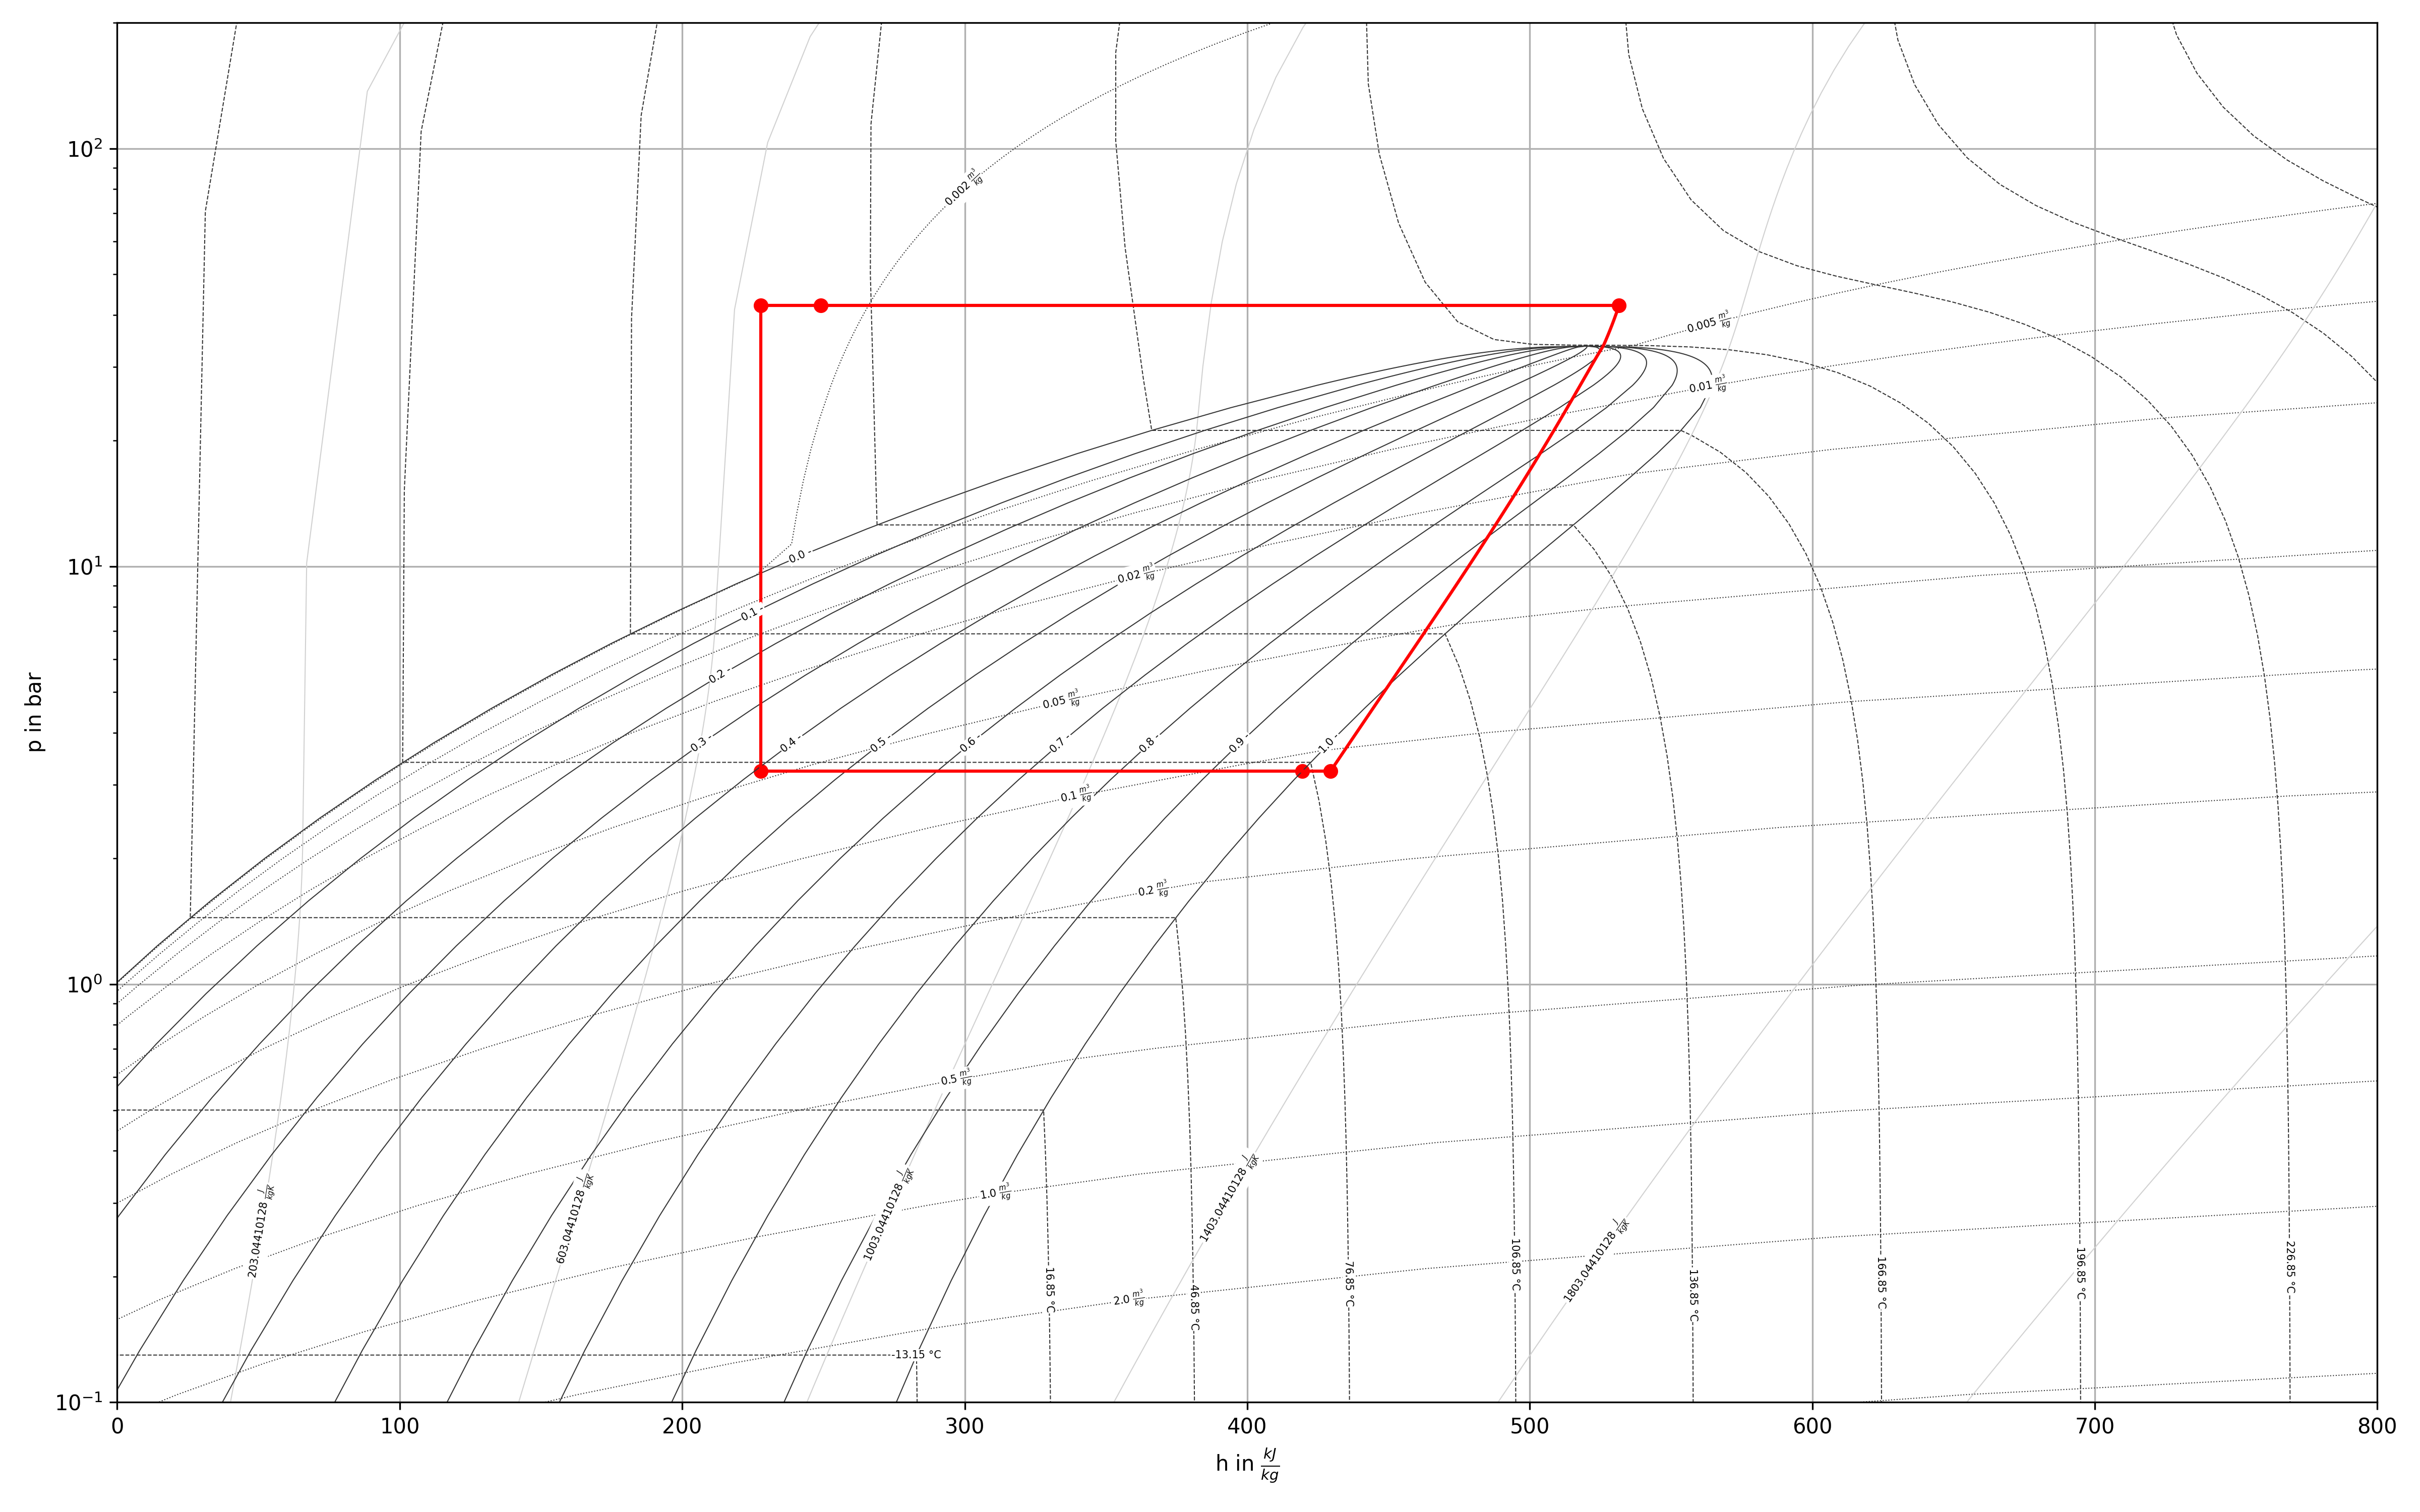 10²
10¹
10⁰
10⁻¹
p in bar
0 100 200 300 400 500 600 700 800
h in kJ/kg
0.002 m³/kg
0.005 m³/kg
0.01 m³/kg
0.02 m³/kg
0.05 m³/kg
0.1 m³/kg
0.2 m³/kg
0.5 m³/kg
1.0 m³/kg
2.0 m³/kg
0.0
0.1
0.2
0.3
0.4
0.5
0.6
0.7
0.8
0.9
1.0
203.04410128 J/kgK
603.04410128 J/kgK
1003.04410128 J/kgK
1403.04410128 J/kgK
1803.04410128 J/kgK
-13.15 °C
16.85 °C
46.85 °C
76.85 °C
106.85 °C
136.85 °C
166.85 °C
196.85 °C
226.85 °C